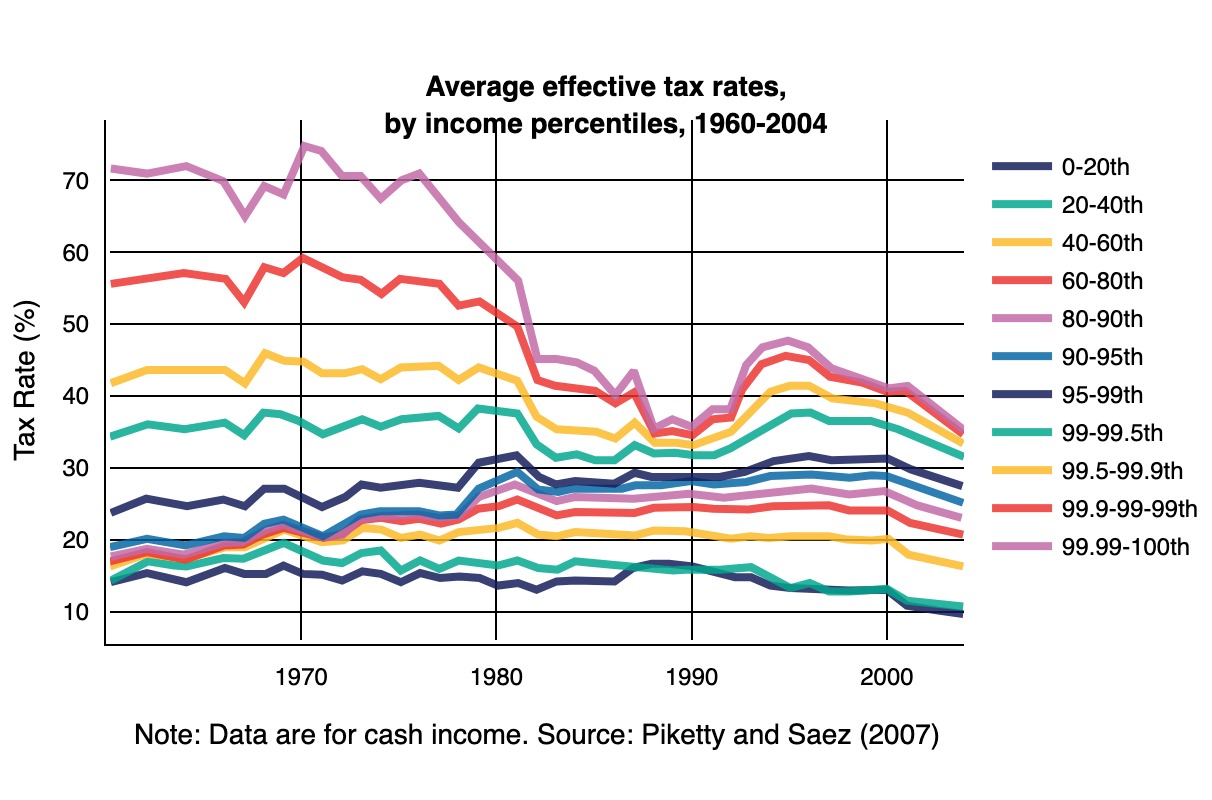 Average effective tax rates,
by income percentiles, 1960-2004
Tax Rate (%)
70
60
50
40
30
20
10
1970
1980
1990
2000
0-20th
20-40th
40-60th
60-80th
80-90th
90-95th
95-99th
99-99.5th
99.5-99.9th
99.9-99-99th
99.99-100th
Note: Data are for cash income. Source: Piketty and Saez (2007)